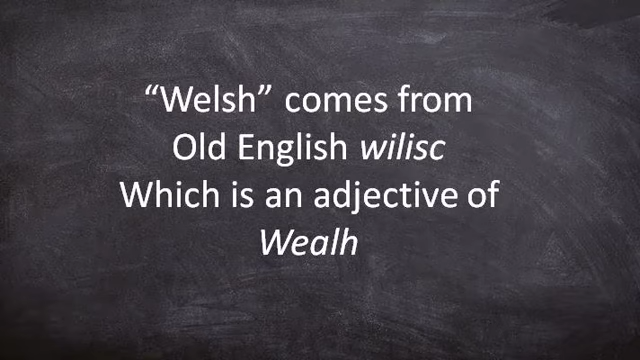 “Welsh” comes from
Old English wilisc
Which is an adjective of
Wealh